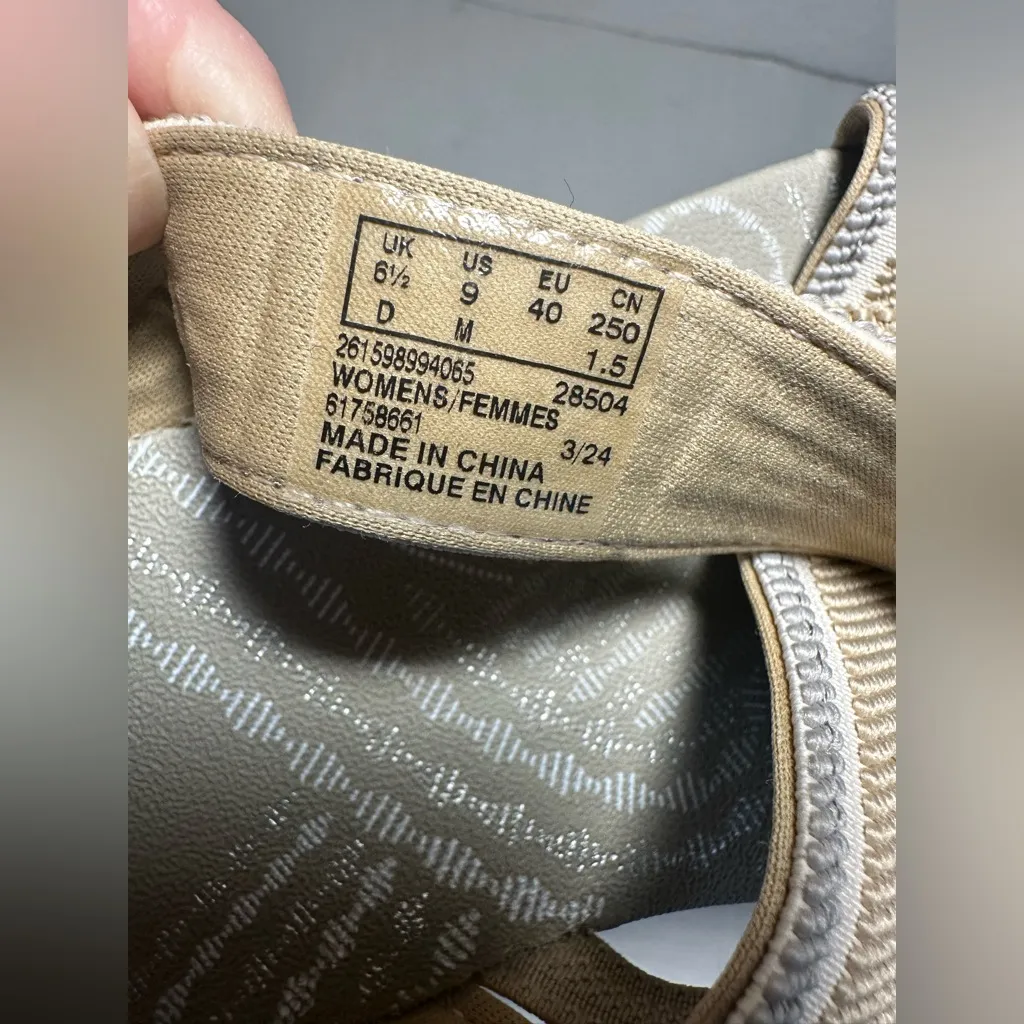 UK US EU CN
6½ 9 40 250
D M 1.5
261598994065 28504
WOMENS/FEMMES
61758661 3/24
MADE IN CHINA
FABRIQUE EN CHINE